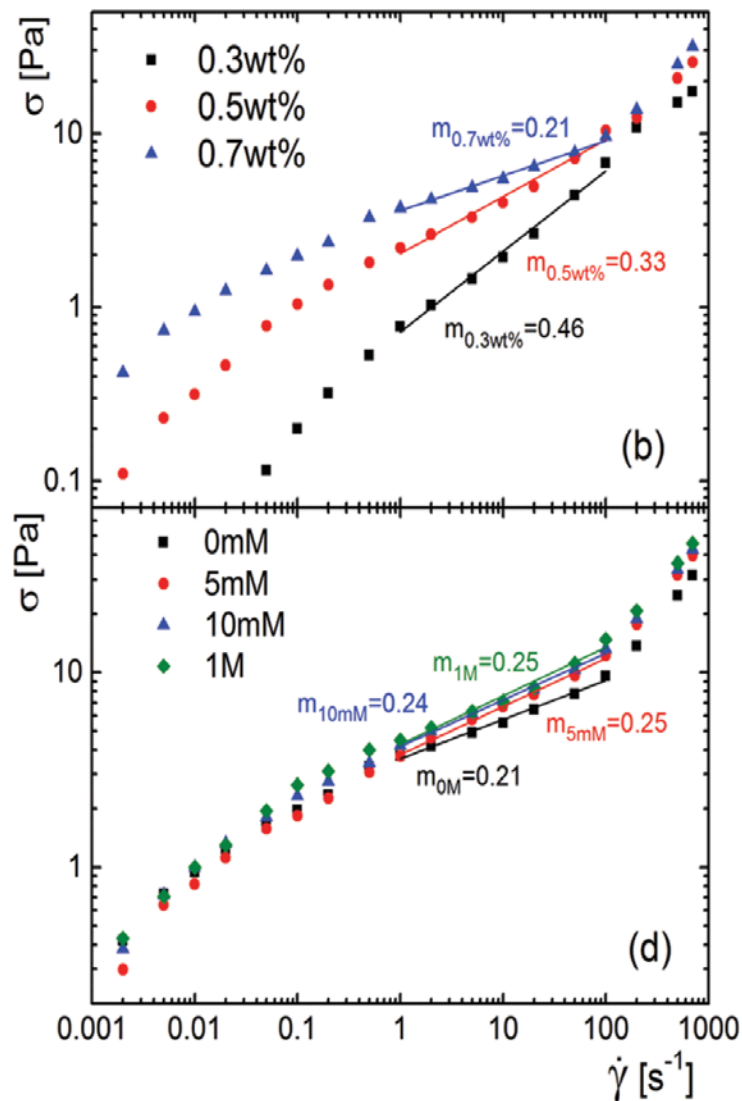 σ [Pa]
10
1
0.1
0.3wt%
0.5wt%
0.7wt%
m0.7wt%=0.21
m0.5wt%=0.33
m0.3wt%=0.46
(b)
σ [Pa]
10
1
0mM
5mM
10mM
1M
m1M=0.25
m10mM=0.24
m5mM=0.25
m0M=0.21
(d)
0.001 0.01 0.1 1 10 100 1000
γ̇ [s⁻¹]